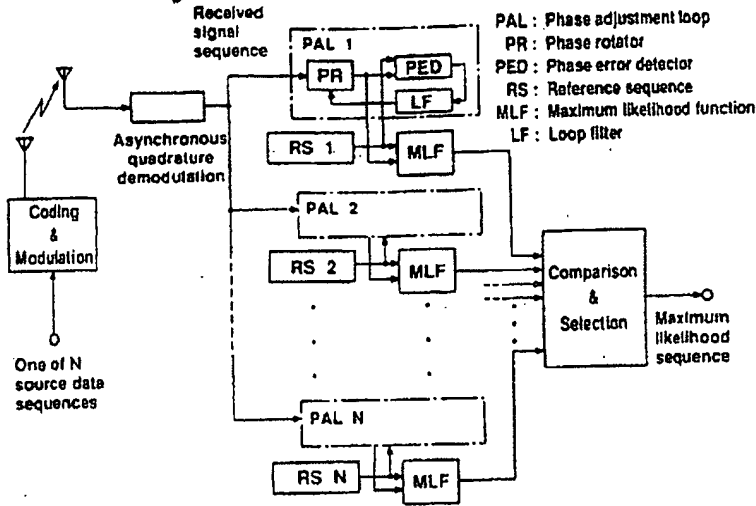 Received
signal
sequence
PAL : Phase adjustment loop
PR : Phase rotator
PED : Phase error detector
RS : Reference sequence
MLF : Maximum likelihood function
LF : Loop filter
PAL 1
PR
PED
LF
Asynchronous
quadrature
demodulation
RS 1
MLF
Coding
&
Modulation
PAL 2
RS 2
MLF
Comparison
&
Selection
Maximum
likelihood
sequence
One of N
source data
sequences
PAL N
RS N
MLF